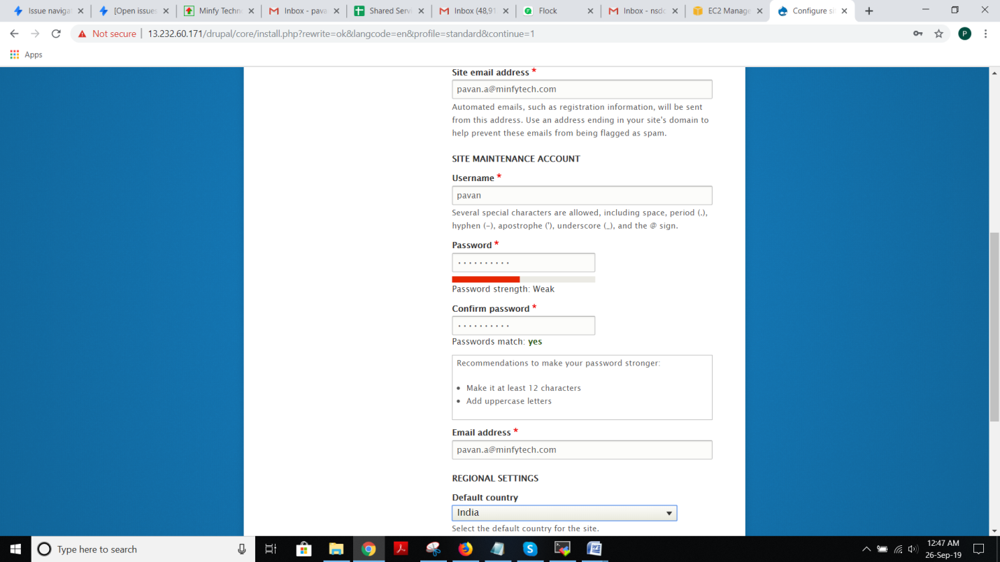 Issue navigat
[Open issues
Minfy Techne
Inbox - pava
Shared Servi
Inbox (48,91
Flock
Inbox - nsdc
EC2 Manage
Configure si
Not secure
13.232.60.171/drupal/core/install.php?rewrite=ok&langcode=en&profile=standard&continue=1
P
Apps
Site email address *
pavan.a@minfytech.com
Automated emails, such as registration information, will be sent
from this address. Use an address ending in your site's domain to
help prevent these emails from being flagged as spam.
SITE MAINTENANCE ACCOUNT
Username *
pavan
Several special characters are allowed, including space, period (.),
hyphen (-), apostrophe ('), underscore (_), and the @ sign.
Password *
Password strength: Weak
Confirm password *
Passwords match: yes
Recommendations to make your password stronger:
Make it at least 12 characters
Add uppercase letters
Email address *
pavan.a@minfytech.com
REGIONAL SETTINGS
Default country
India
Select the default country for the site.
Type here to search
12:47 AM
26-Sep-19